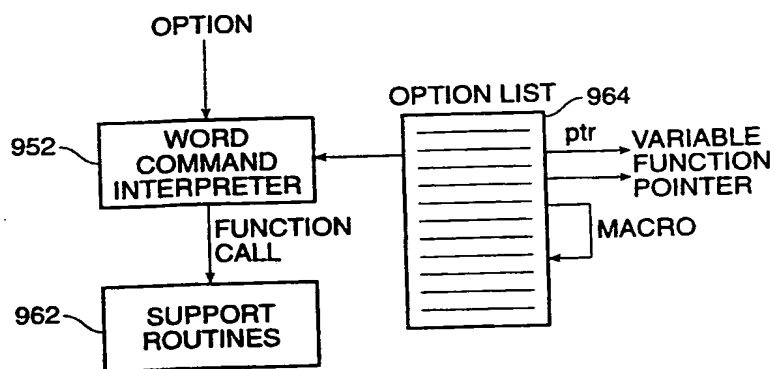 OPTION
OPTION LIST
964
952
WORD
COMMAND
INTERPRETER
ptr
VARIABLE
FUNCTION
POINTER
FUNCTION
CALL
MACRO
962
SUPPORT
ROUTINES